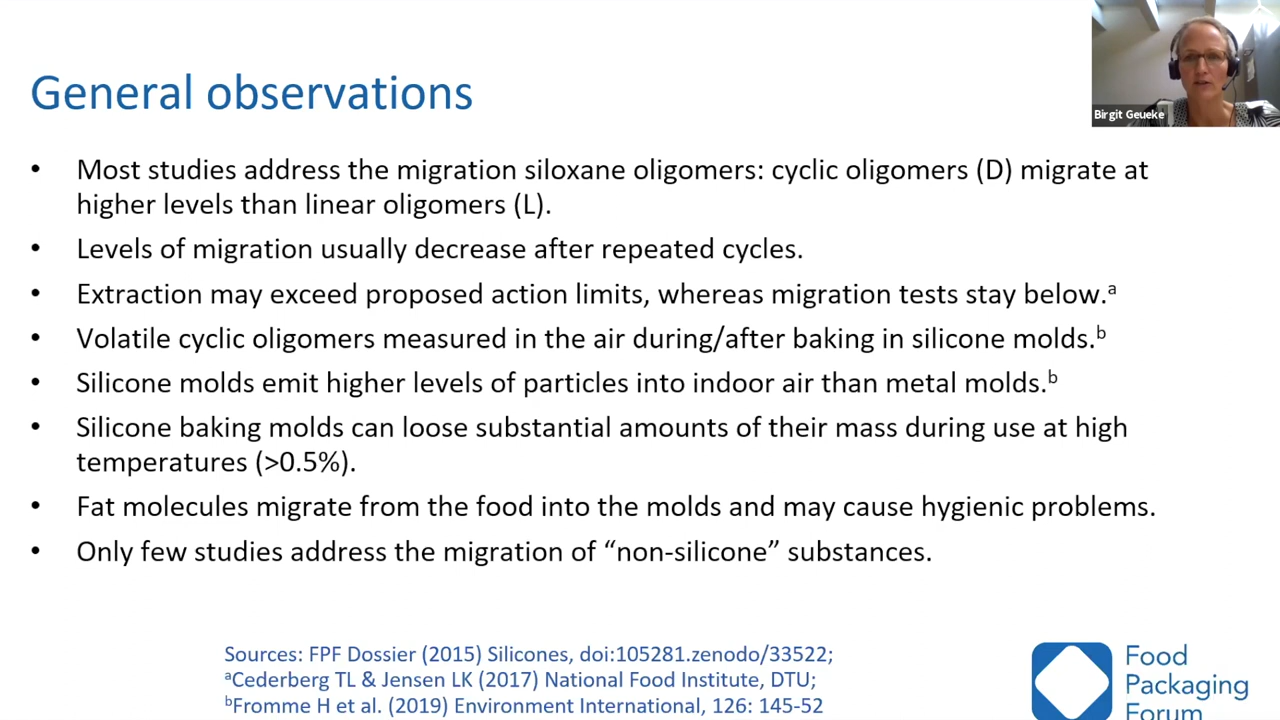 General observations
Birgit Geueke
• Most studies address the migration siloxane oligomers: cyclic oligomers (D) migrate at
higher levels than linear oligomers (L).
• Levels of migration usually decrease after repeated cycles.
• Extraction may exceed proposed action limits, whereas migration tests stay below.ᵃ
• Volatile cyclic oligomers measured in the air during/after baking in silicone molds.ᵇ
• Silicone molds emit higher levels of particles into indoor air than metal molds.ᵇ
• Silicone baking molds can loose substantial amounts of their mass during use at high
temperatures (>0.5%).
• Fat molecules migrate from the food into the molds and may cause hygienic problems.
• Only few studies address the migration of “non-silicone” substances.
Sources: FPF Dossier (2015) Silicones, doi:105281.zenodo/33522;
ᵃCederberg TL & Jensen LK (2017) National Food Institute, DTU;
ᵇFromme H et al. (2019) Environment International, 126: 145-52
Food
Packaging
Forum